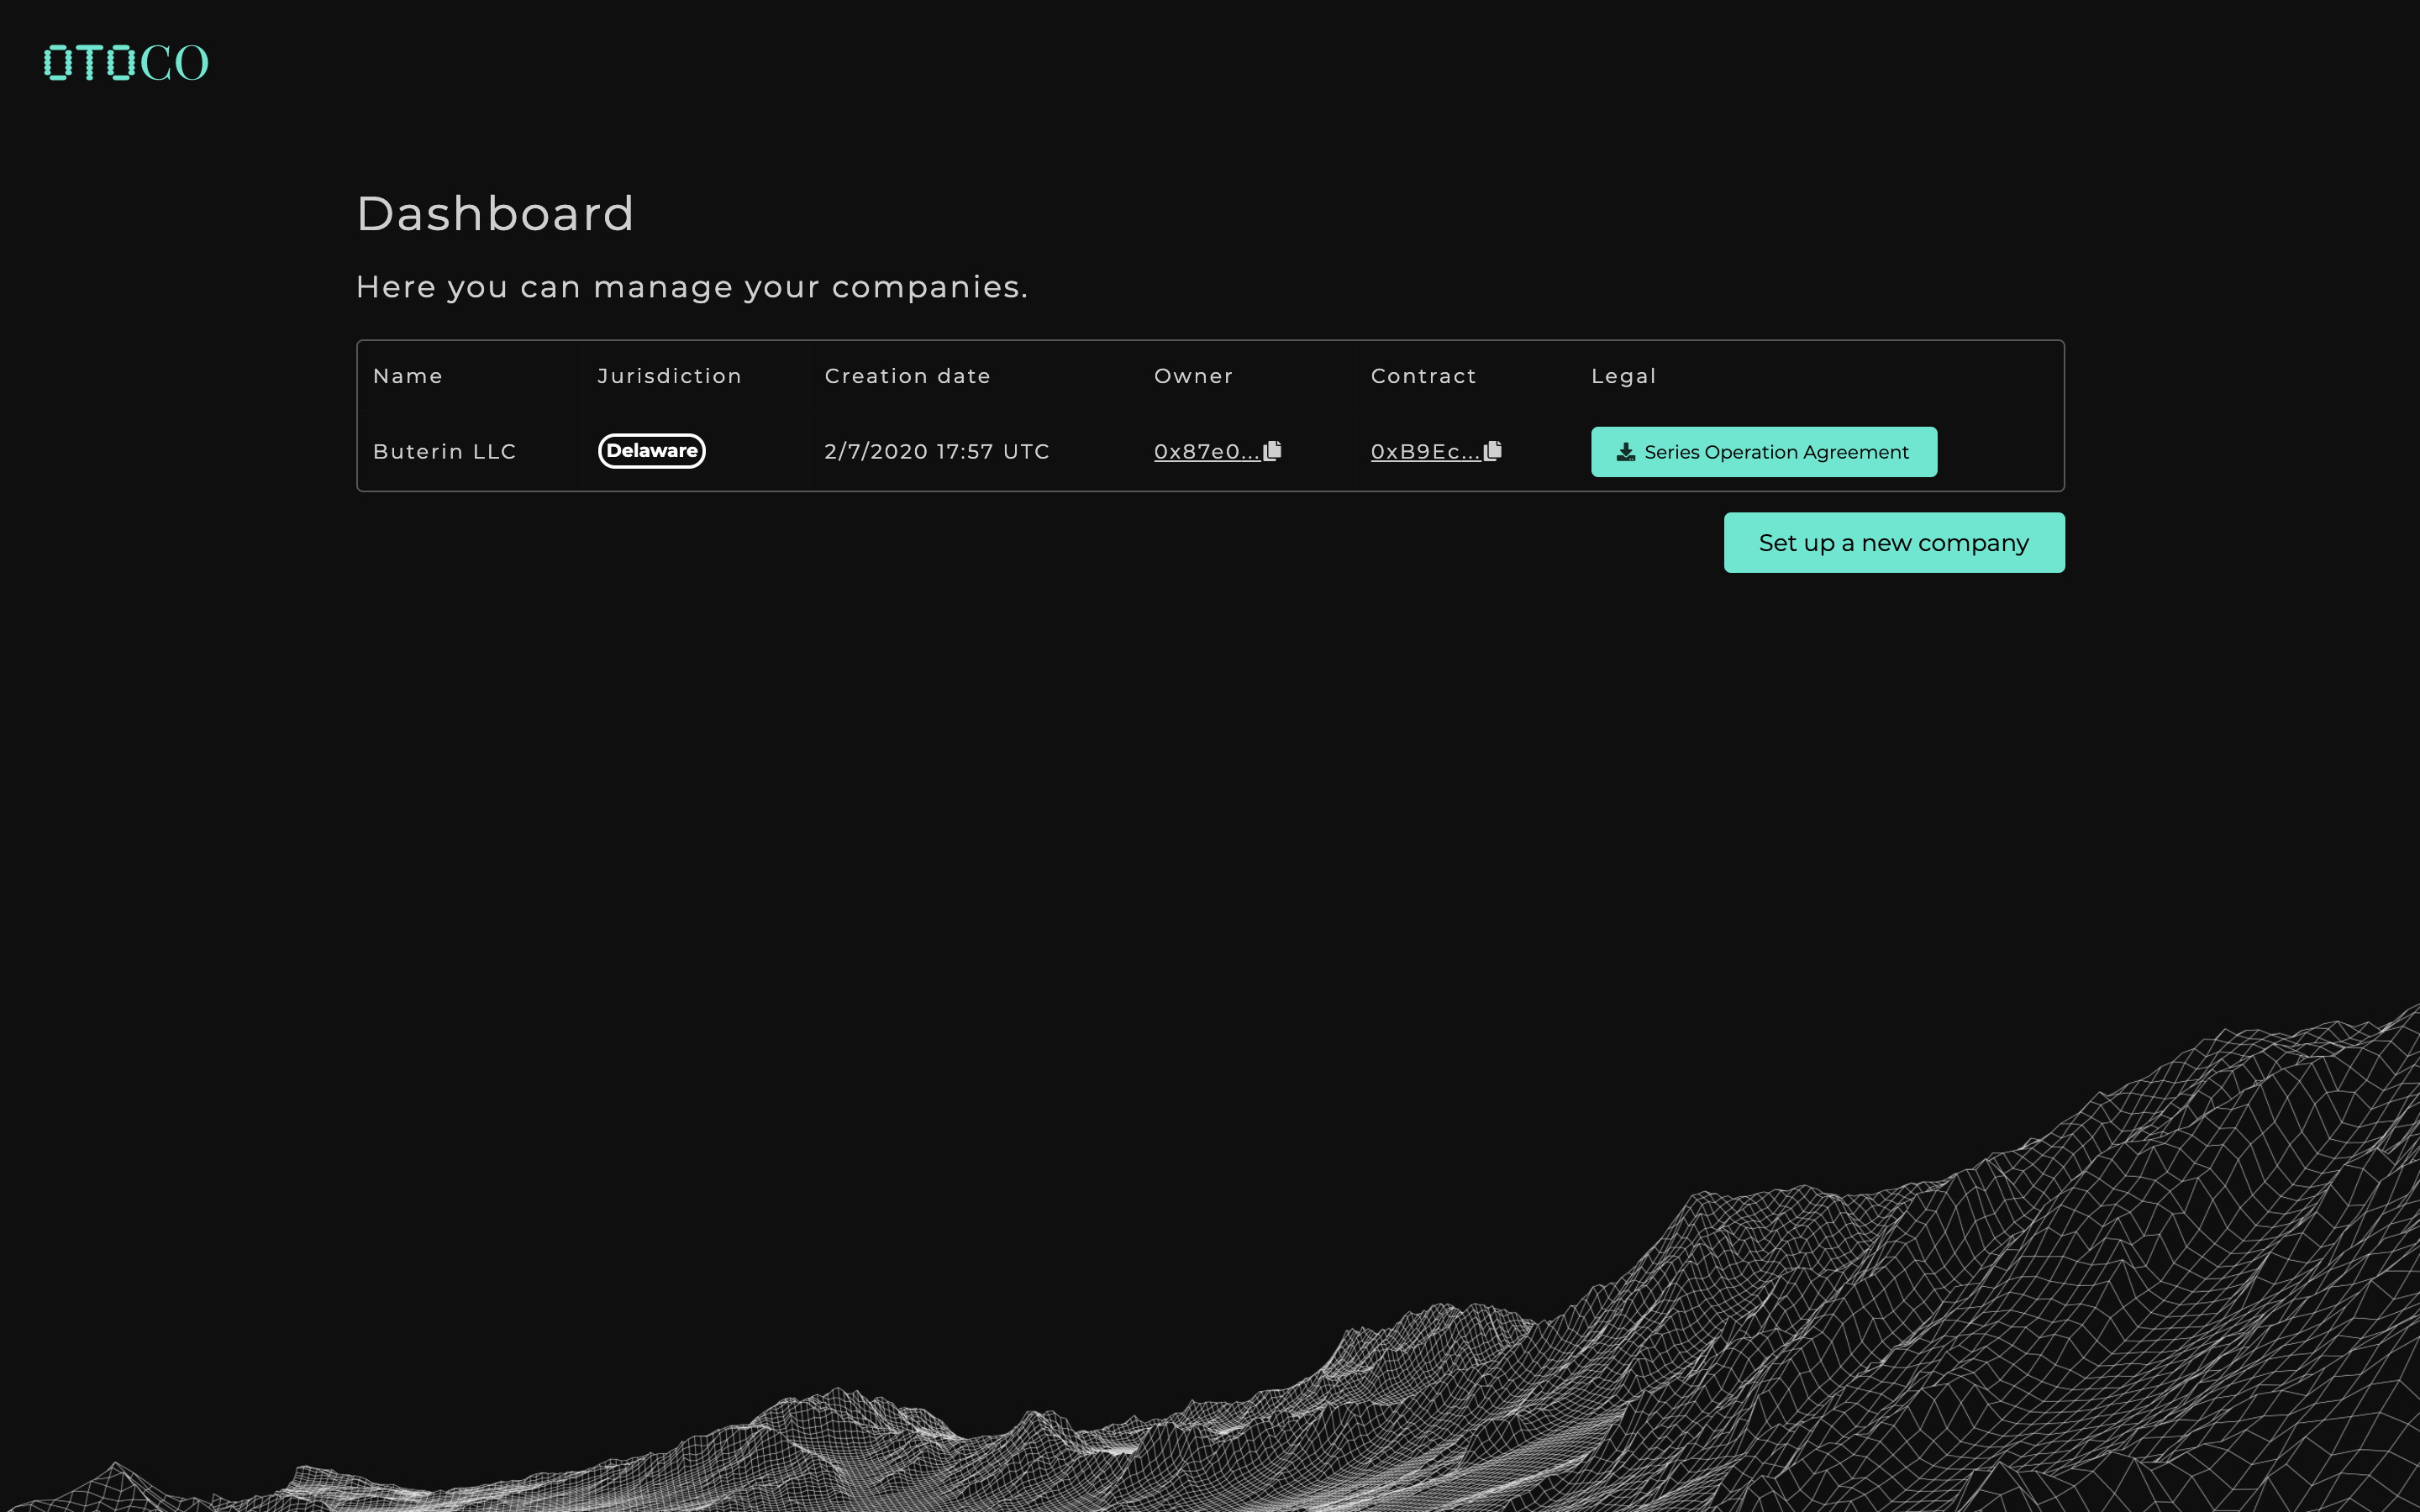 OTOCO
Dashboard
Here you can manage your companies.
Name Jurisdiction Creation date Owner Contract Legal
Buterin LLC Delaware 2/7/2020 17:57 UTC 0x87e0... 0xB9Ec... Series Operation Agreement
Set up a new company